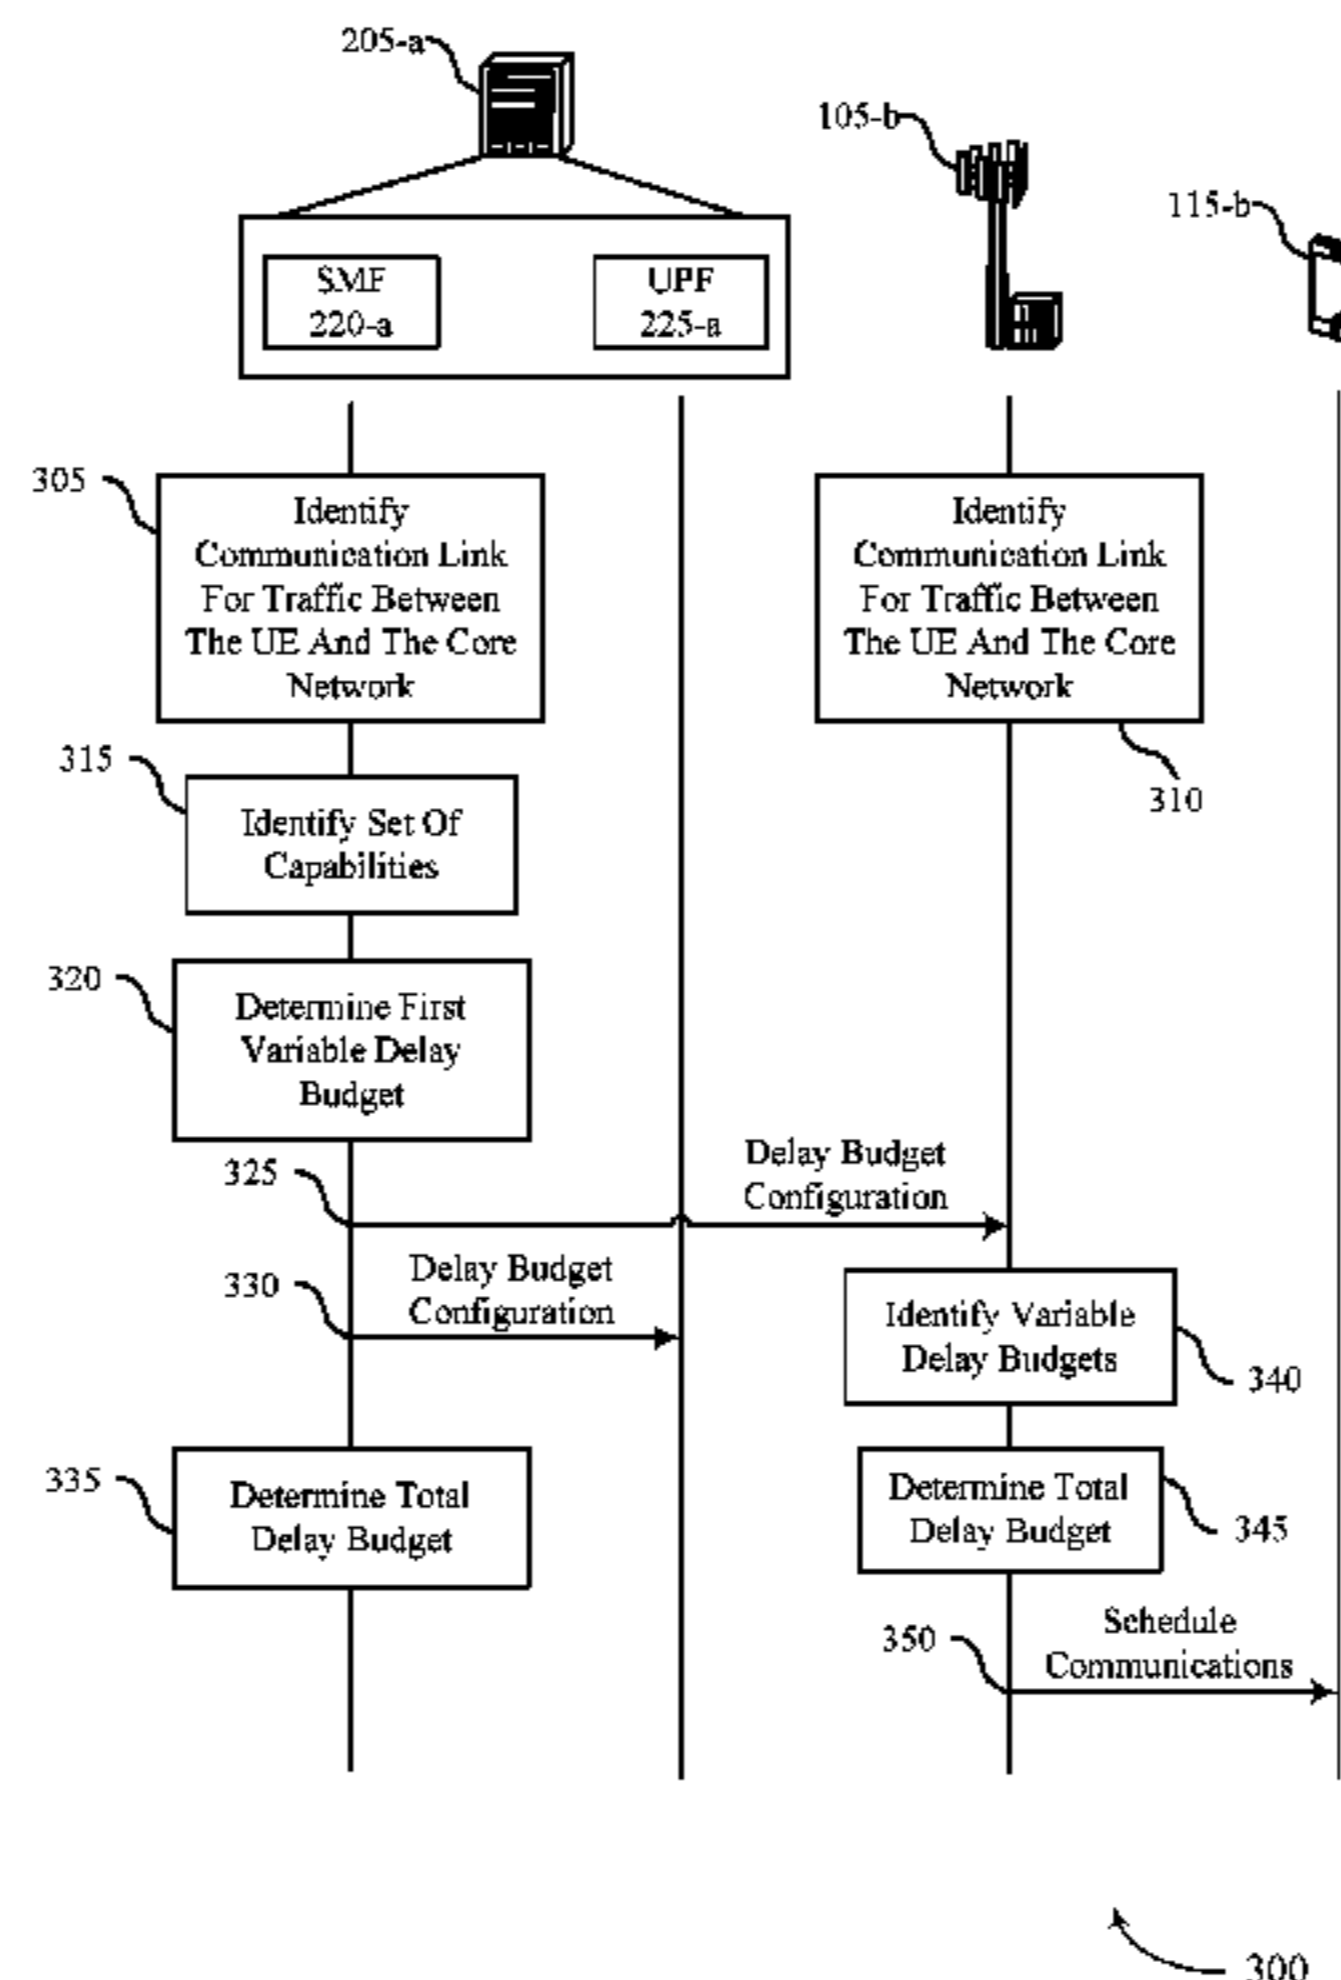 205-a
105-b
115-b
SMF
220-a
UPF
225-a
305
Identify
Communication Link
For Traffic Between
The UE And The Core
Network
Identify
Communication Link
For Traffic Between
The UE And The Core
Network
310
315
Identify Set Of
Capabilities
320
Determine First
Variable Delay
Budget
325
Delay Budget
Configuration
330
Delay Budget
Configuration
Identify Variable
Delay Budgets
340
335
Determine Total
Delay Budget
Determine Total
Delay Budget
345
350
Schedule
Communications
300